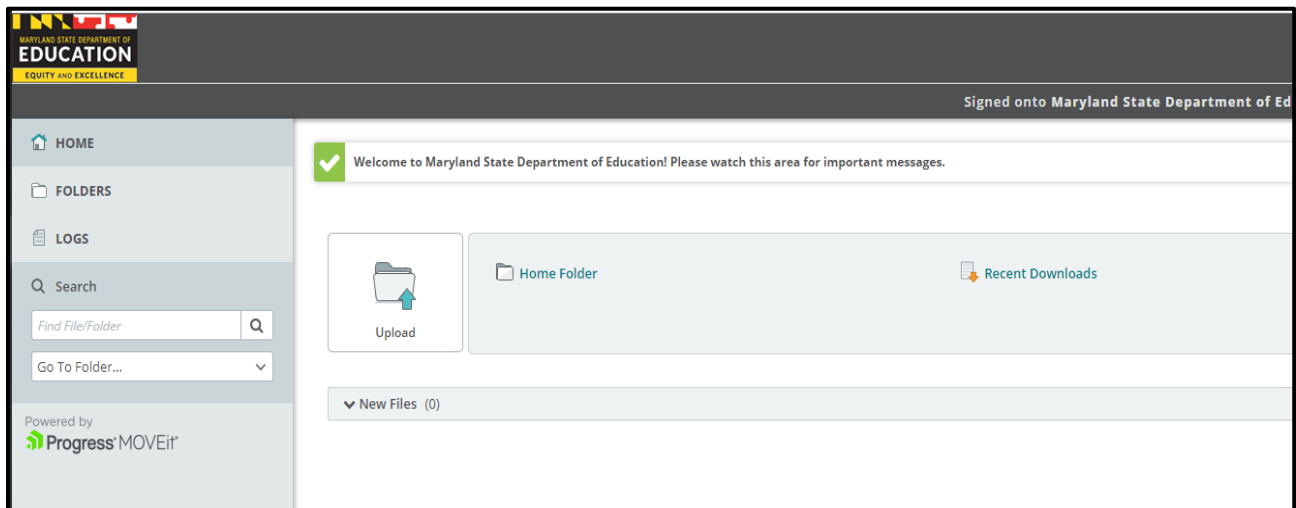 MARYLAND STATE DEPARTMENT OF
EDUCATION
EQUITY AND EXCELLENCE
Signed onto Maryland State Department of Ed
HOME
FOLDERS
LOGS
Search
Find File/Folder
Go To Folder...
Powered by
Progress® MOVEit®
Welcome to Maryland State Department of Education! Please watch this area for important messages.
Upload
Home Folder
Recent Downloads
New Files (0)